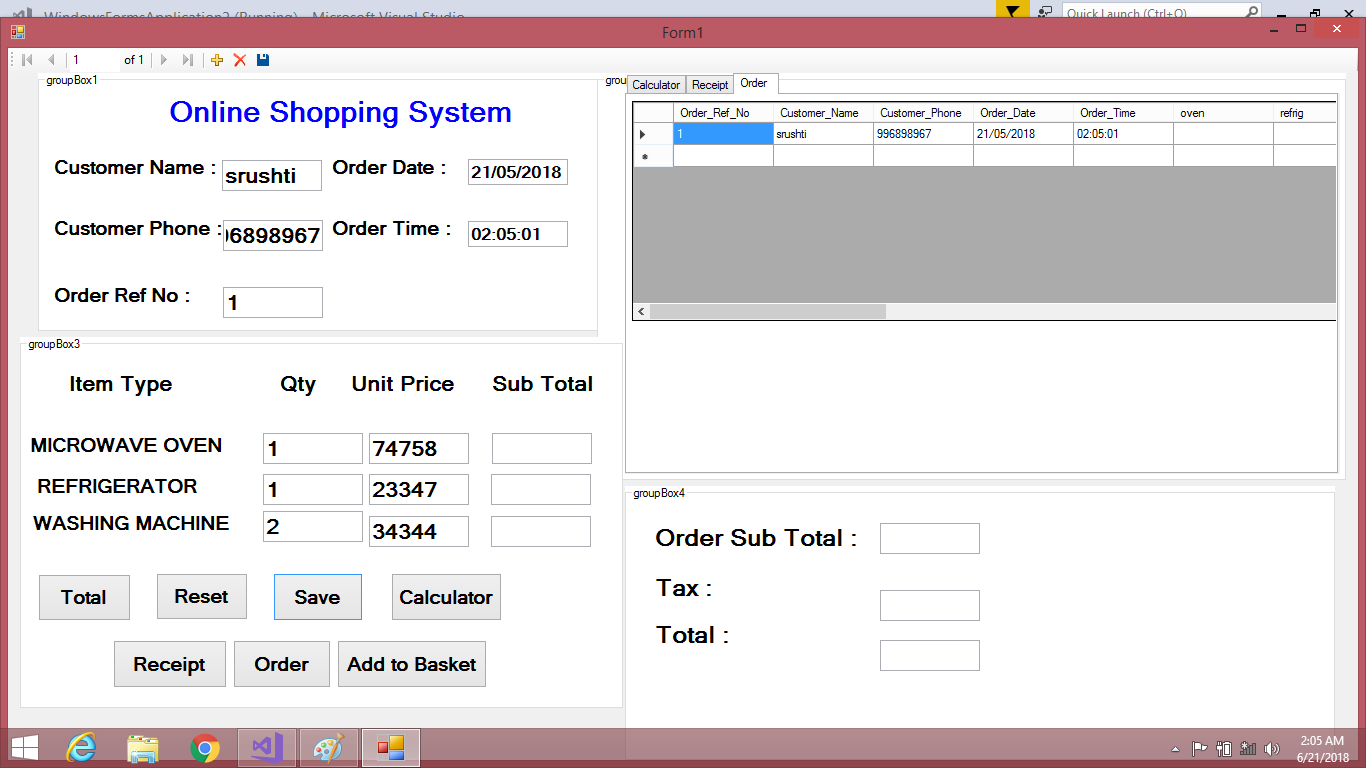 WindowsFormsApplication2 (Running) - Microsoft Visual Studio
Quick Launch (Ctrl+Q)
Form1
1 of 1
groupBox1
Online Shopping System
Customer Name : srushti Order Date : 21/05/2018
Customer Phone : 96898967 Order Time : 02:05:01
Order Ref No : 1
group
Calculator Receipt Order
Order_Ref_No Customer_Name Customer_Phone Order_Date Order_Time oven refrig
1 srushti 996898967 21/05/2018 02:05:01
groupBox3
Item Type Qty Unit Price Sub Total
MICROWAVE OVEN 1 74758
REFRIGERATOR 1 23347
WASHING MACHINE 2 34344
Total Reset Save Calculator
Receipt Order Add to Basket
groupBox4
Order Sub Total :
Tax :
Total :
2:05 AM
6/21/2018